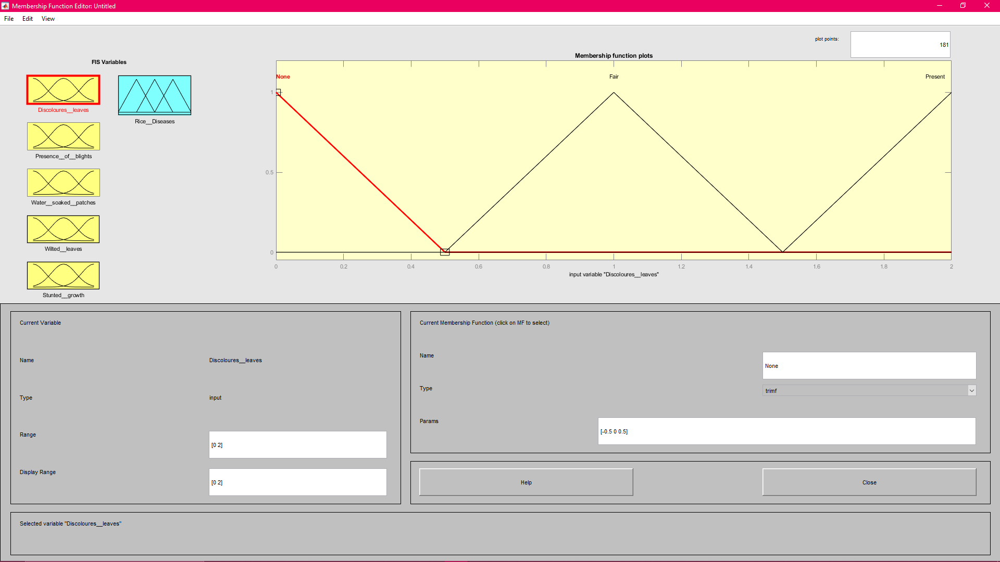 Membership Function Editor: Untitled
File Edit View
plot points:
181
FIS Variables
Discoloures__leaves
Presence__of__blights
Water__soaked__patches
Wilted__leaves
Stunted__growth
Rice__Diseases
Membership function plots
None Fair Present
1
0.5
0
0 0.2 0.4 0.6 0.8 1 1.2 1.4 1.6 1.8 2
input variable "Discoloures__leaves"
Current Variable
Name Discoloures__leaves
Type input
Range [0 2]
Display Range [0 2]
Current Membership Function (click on MF to select)
Name None
Type trimf
Params [-0.5 0 0.5]
Help Close
Selected variable "Discoloures__leaves"